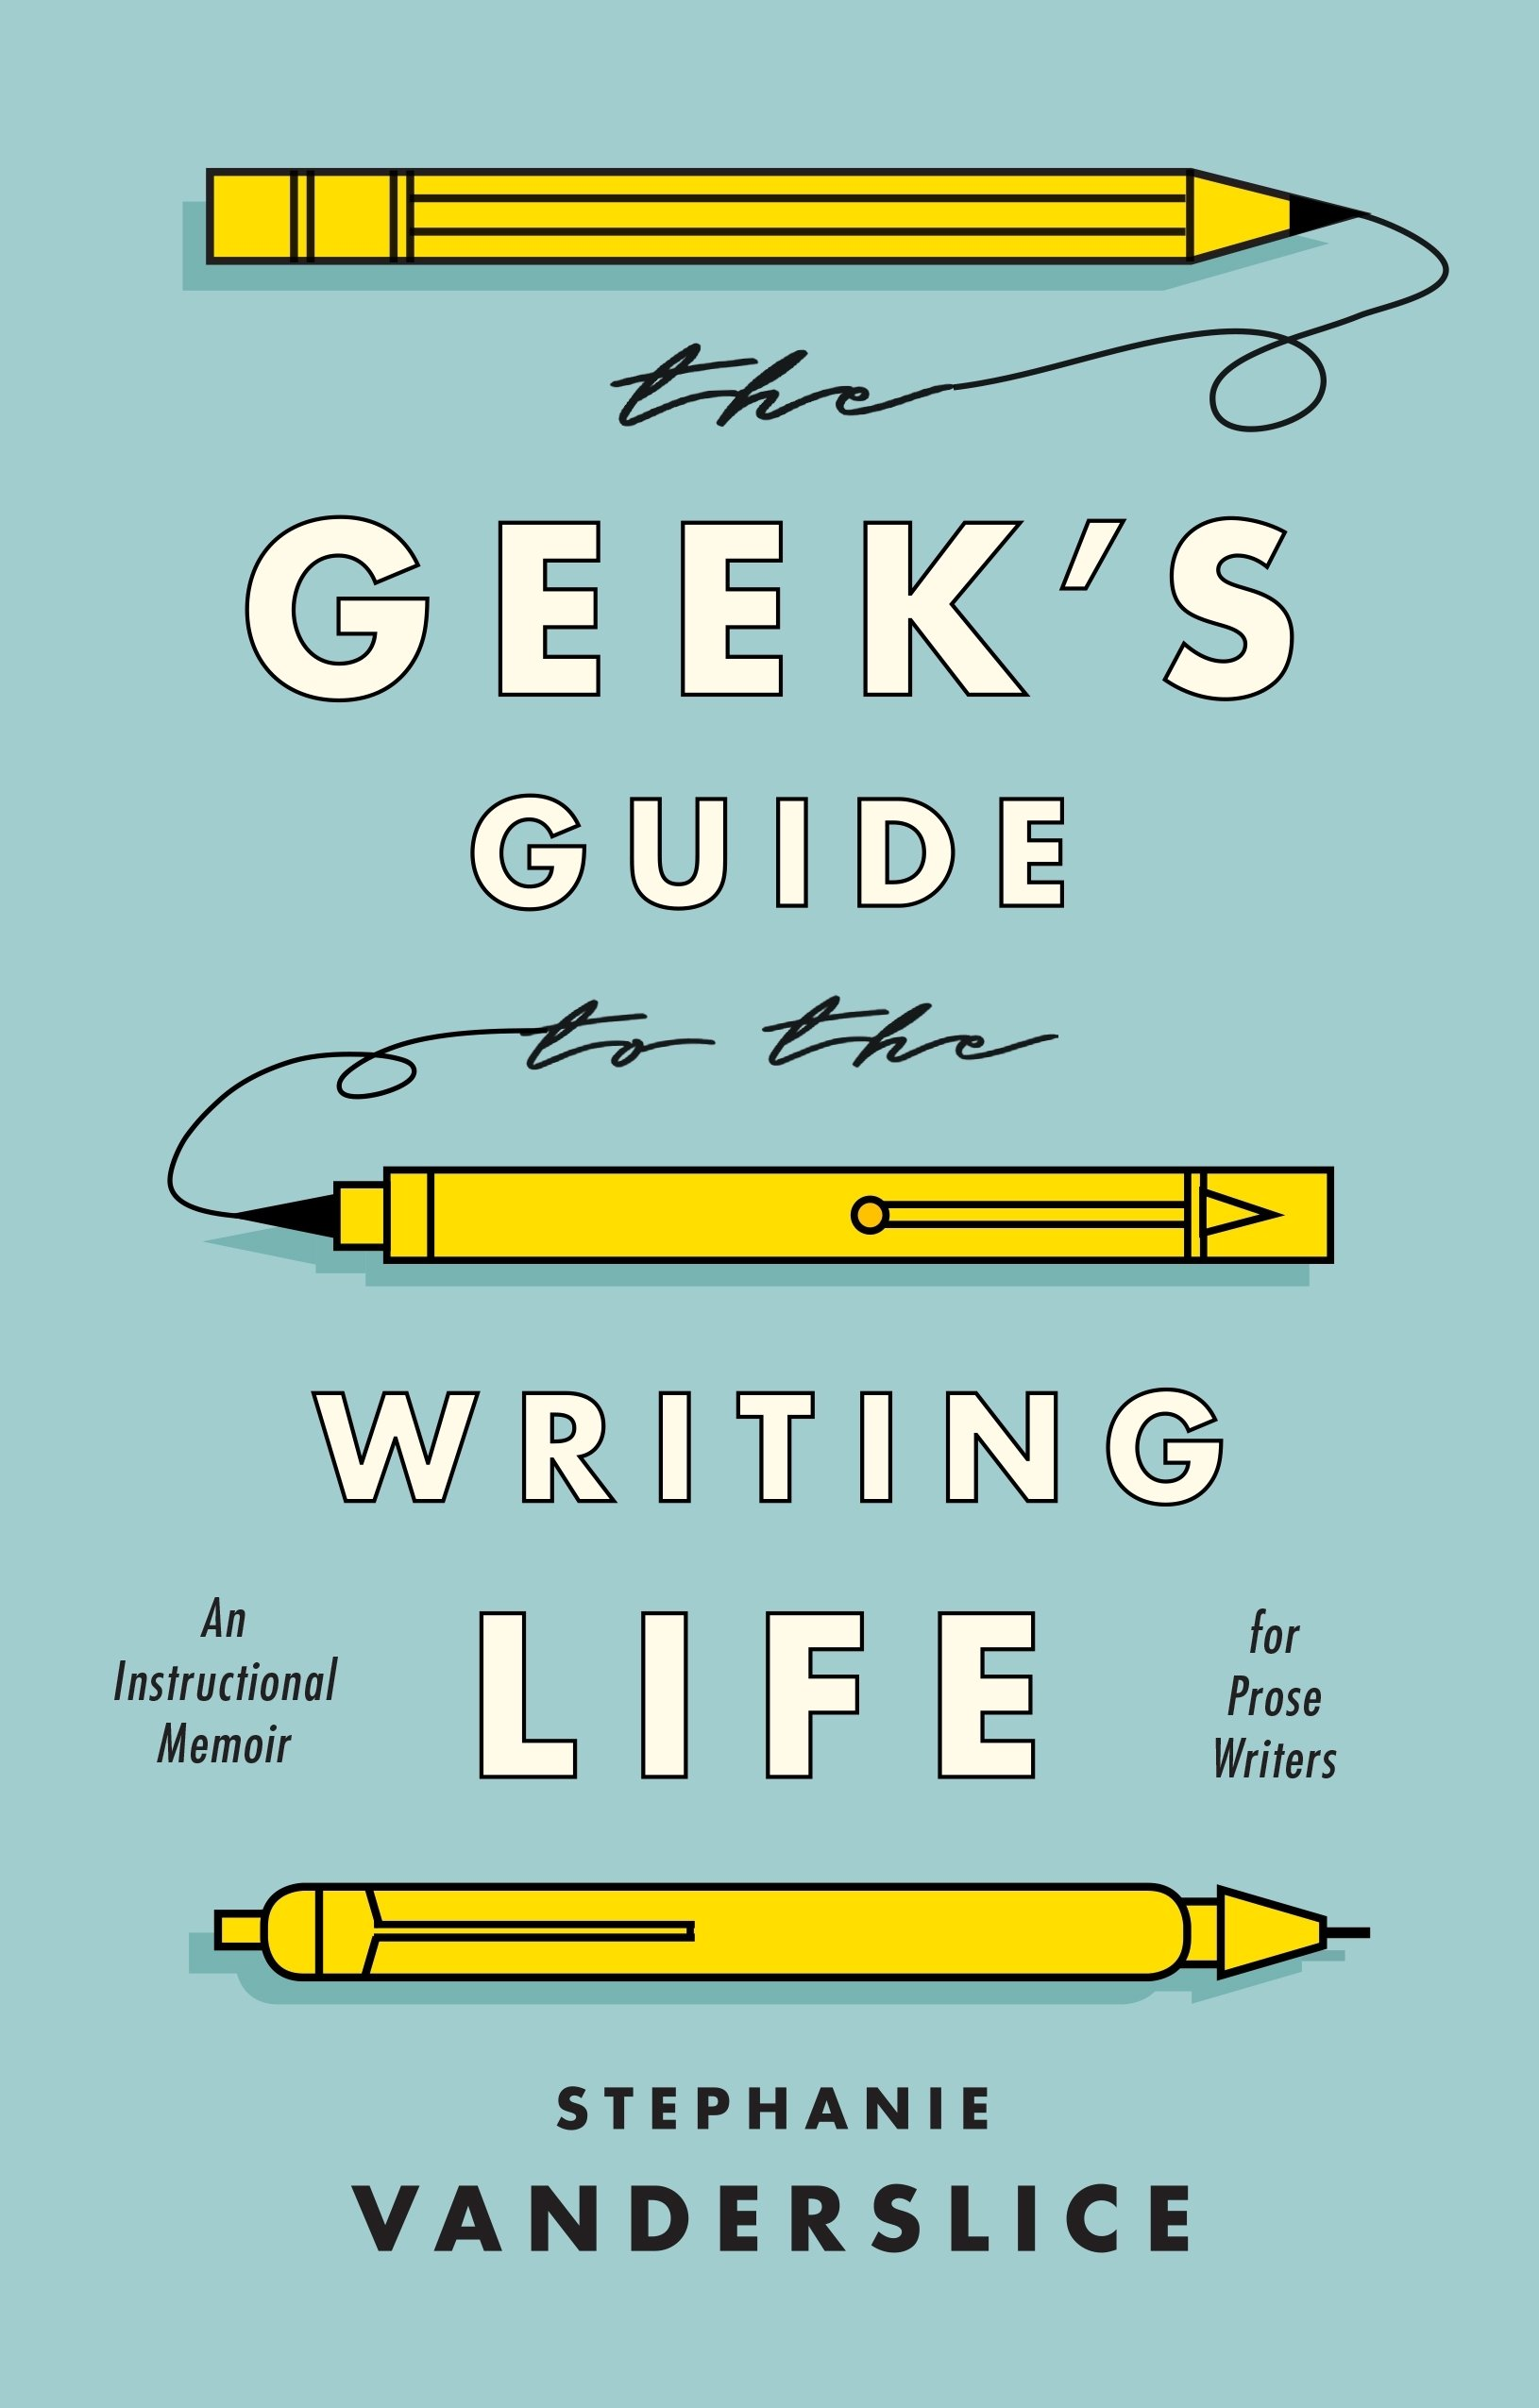 the
GEEK'S
GUIDE
to the
WRITING
LIFE
An
Instructional
Memoir
for
Prose
Writers
STEPHANIE
VANDERSLICE